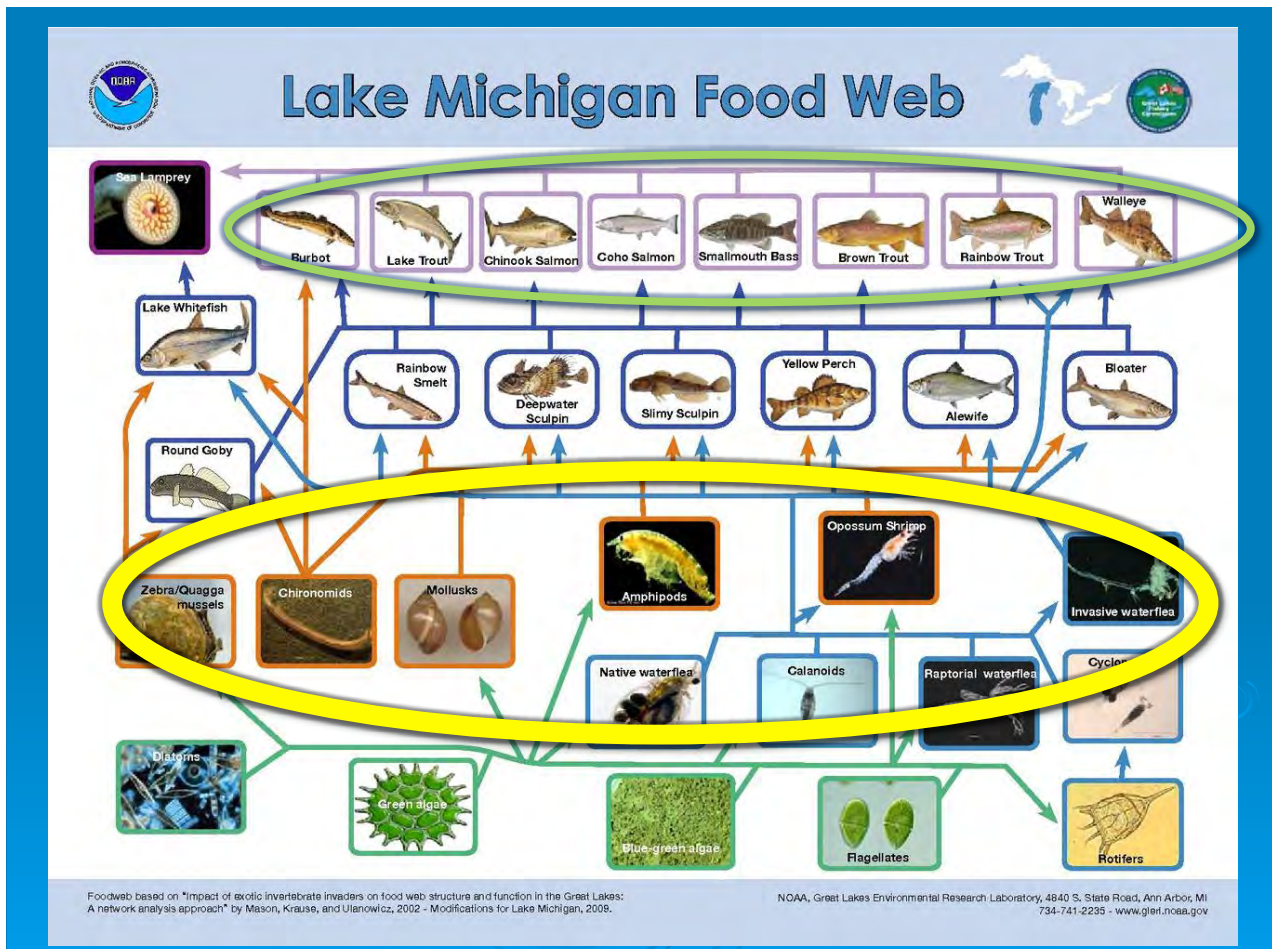 NOAA
Lake Michigan Food Web
Great Lakes
Fishery
Commission
Sea Lamprey
Burbot
Lake Trout
Chinook Salmon
Coho Salmon
Smallmouth Bass
Brown Trout
Rainbow Trout
Walleye
Lake Whitefish
Rainbow
Smelt
Deepwater
Sculpin
Slimy Sculpin
Yellow Perch
Alewife
Bloater
Round Goby
Zebra/Quagga
mussels
Chironomids
Mollusks
Amphipods
Opossum Shrimp
Invasive waterflea
Native waterflea
Calanoids
Raptorial waterflea
Diatoms
Green algae
Blue-green algae
Flagellates
Rotifers
Foodweb based on "Impact of exotic invertebrate invaders on food web structure and function in the Great Lakes:
A network analysis approach" by Mason, Krause, and Ulanowicz, 2002 - Modifications for Lake Michigan, 2009.
NOAA, Great Lakes Environmental Research Laboratory, 4840 S. State Road, Ann Arbor, MI
734-741-2235 - www.glerl.noaa.gov